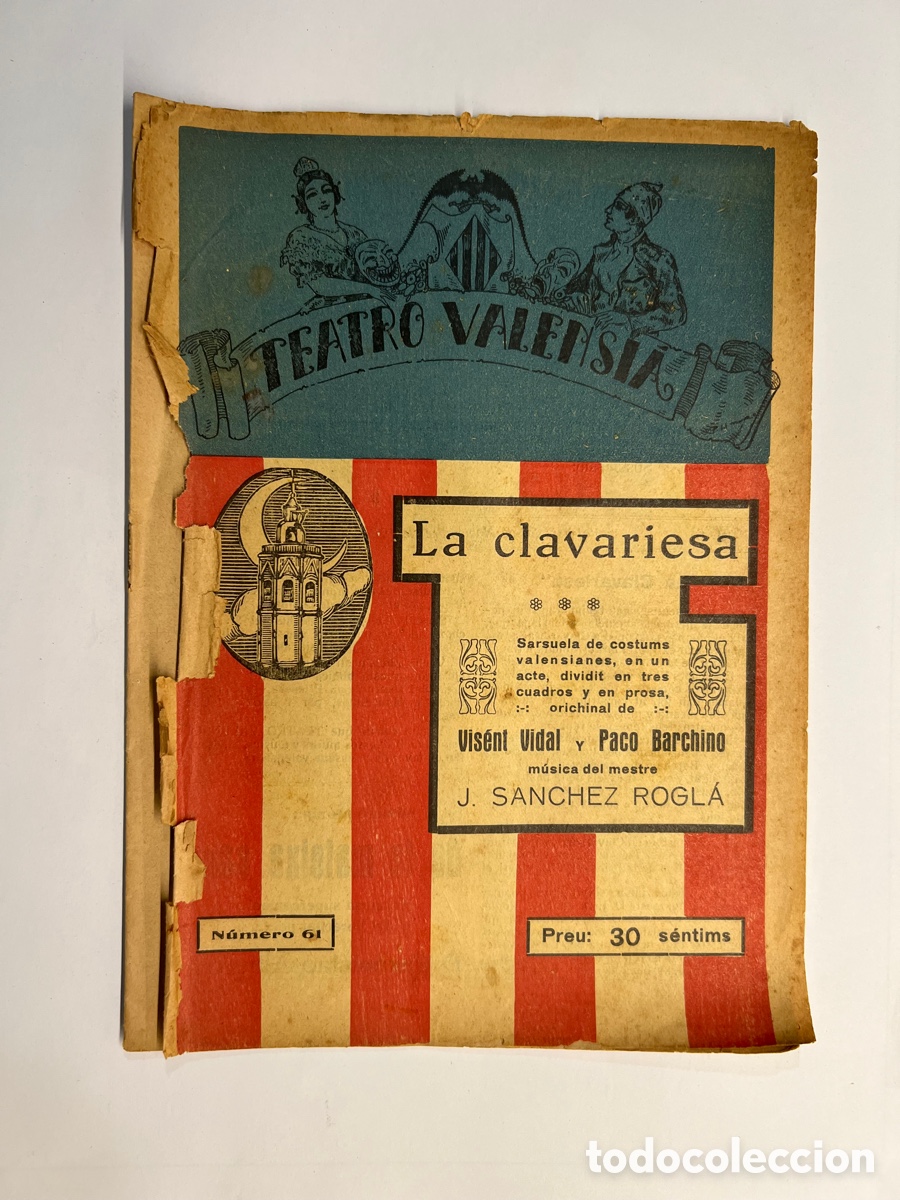 TEATRO VALENSIÁ
La clavariesa
Sarsuela de costums
valensianes, en un
acte, dividit en tres
cuadros y en prosa,
:-: orichinal de :-:
Visént Vidal Y Paco Barchino
música del mestre
J. SANCHEZ ROGLÁ
Número 61
Preu: 30 séntims
todocoleccion